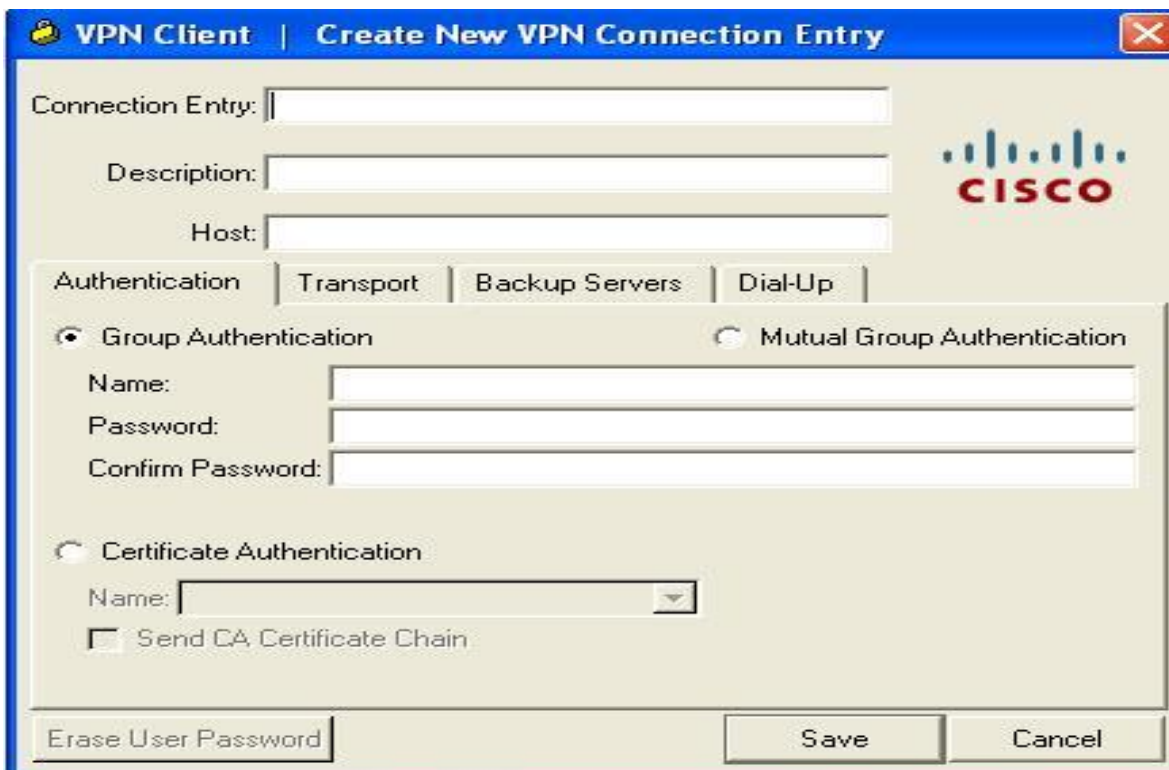 VPN Client | Create New VPN Connection Entry
Connection Entry:
Description:
CISCO
Host:
Authentication Transport Backup Servers Dial-Up
Group Authentication Mutual Group Authentication
Name:
Password:
Confirm Password:
Certificate Authentication
Name:
Send CA Certificate Chain
Erase User Password Save Cancel